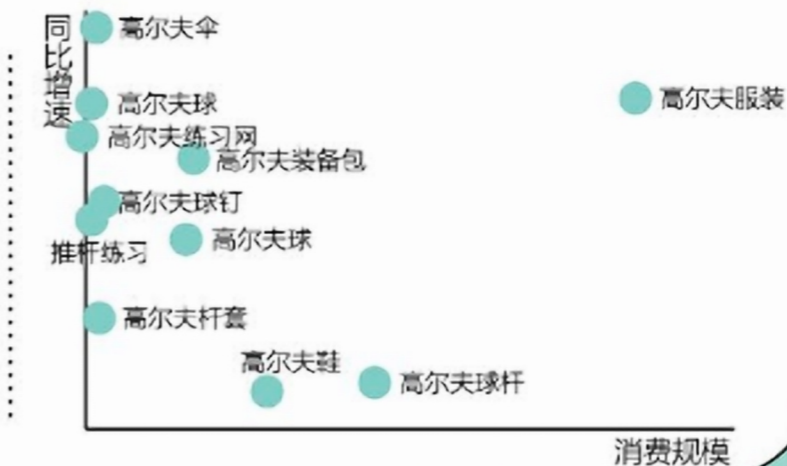 同比增速
高尔夫伞
高尔夫球
高尔夫服装
高尔夫练习网
高尔夫装备包
高尔夫球钉
高尔夫球
推杆练习
高尔夫杆套
高尔夫鞋
高尔夫球杆
消费规模